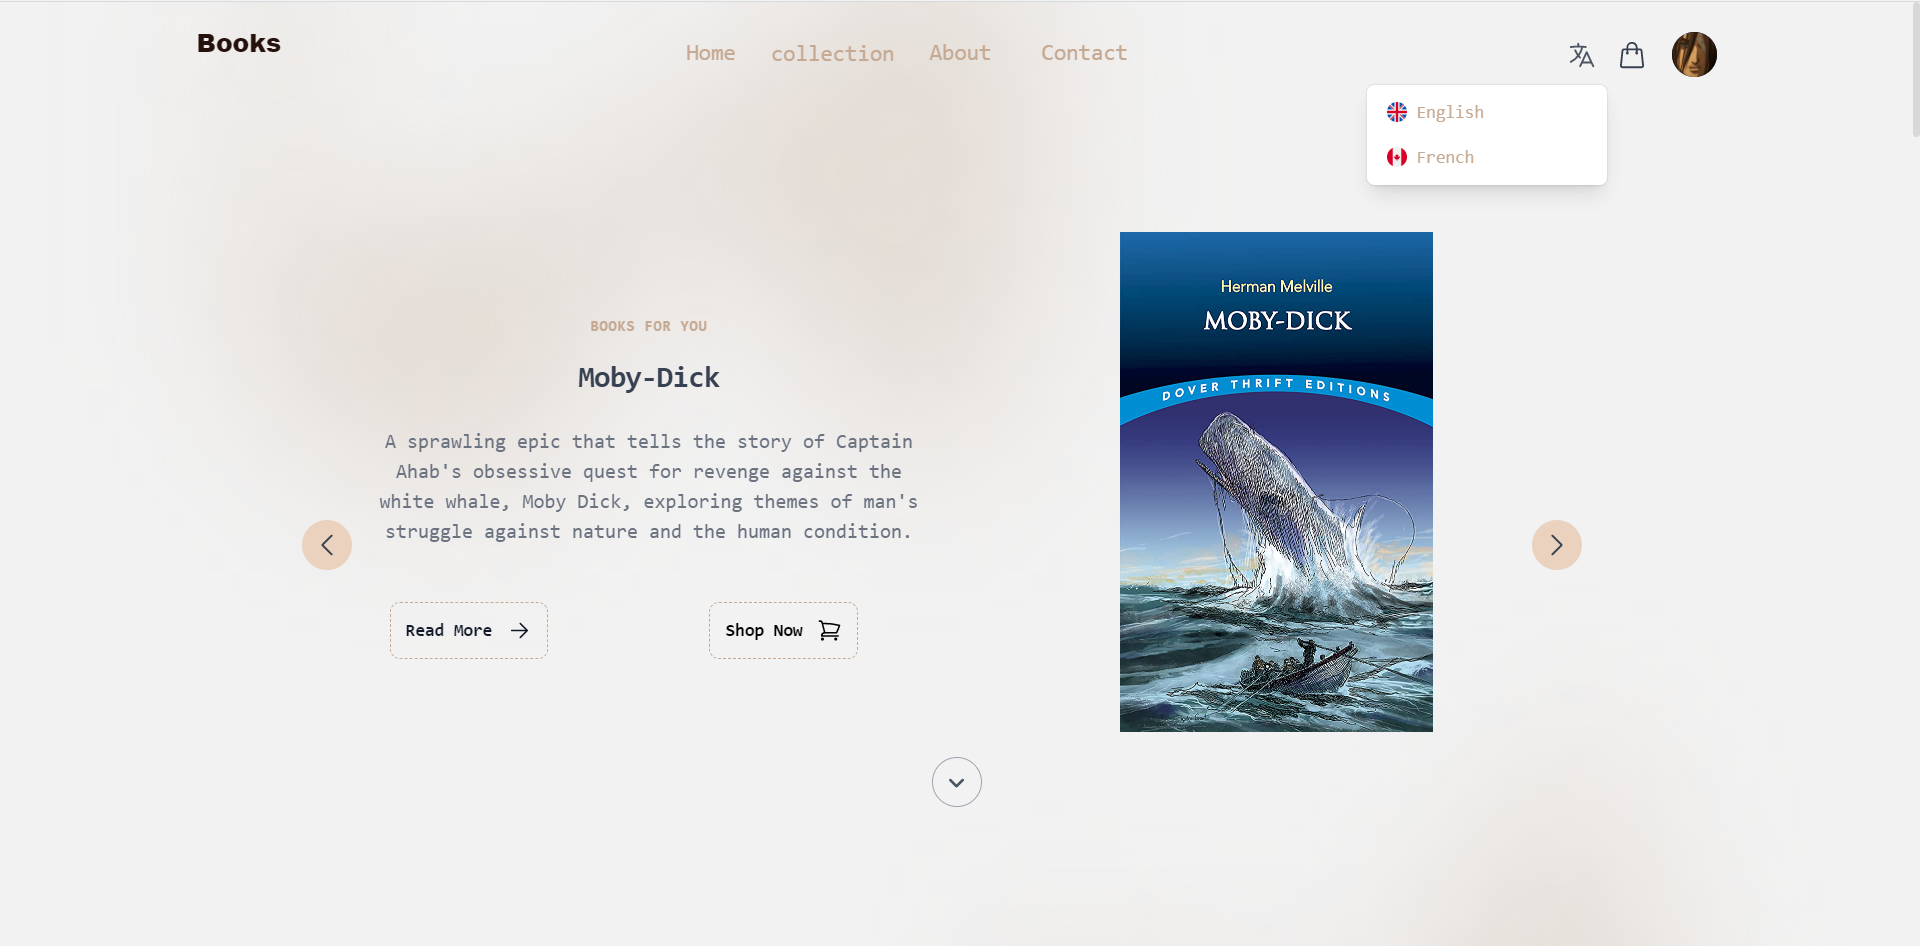 Books
Home
collection
About
Contact
English
French
BOOKS FOR YOU
Moby-Dick
A sprawling epic that tells the story of Captain
Ahab's obsessive quest for revenge against the
white whale, Moby Dick, exploring themes of man's
struggle against nature and the human condition.
Read More
Shop Now
Herman Melville
MOBY-DICK
DOVER THRIFT EDITIONS